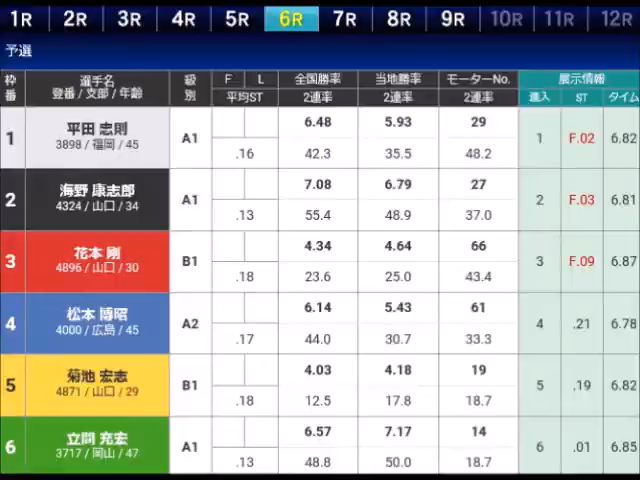 1R 2R 3R 4R 5R 6R 7R 8R 9R 10R 11R 12R
予選
枠番 選手名 登番 / 支部 / 年齢 級別 F L 平均ST 全国勝率 2連率 当地勝率 2連率 モーターNo. 2連率 展示情報 進入 ST タイム
1 平田 忠則 A1 6.48 5.93 29 1 F.02 6.82
3898 / 福岡 / 45 .16 42.3 35.5 48.2
2 海野 康志郎 A1 7.08 6.79 27 2 F.03 6.81
4324 / 山口 / 34 .13 55.4 48.9 37.0
3 花本 剛 B1 4.34 4.64 66 3 F.09 6.87
4896 / 山口 / 30 .18 23.6 25.0 43.4
4 松本 博昭 A2 6.14 5.43 61 4 .21 6.78
4000 / 広島 / 45 .17 44.0 30.7 33.3
5 菊池 宏志 B1 4.03 4.18 19 5 .19 6.82
4871 / 山口 / 29 .18 12.5 17.8 18.7
6 立間 充宏 A1 6.57 7.17 14 6 .01 6.85
3717 / 岡山 / 47 .13 48.8 50.0 18.7